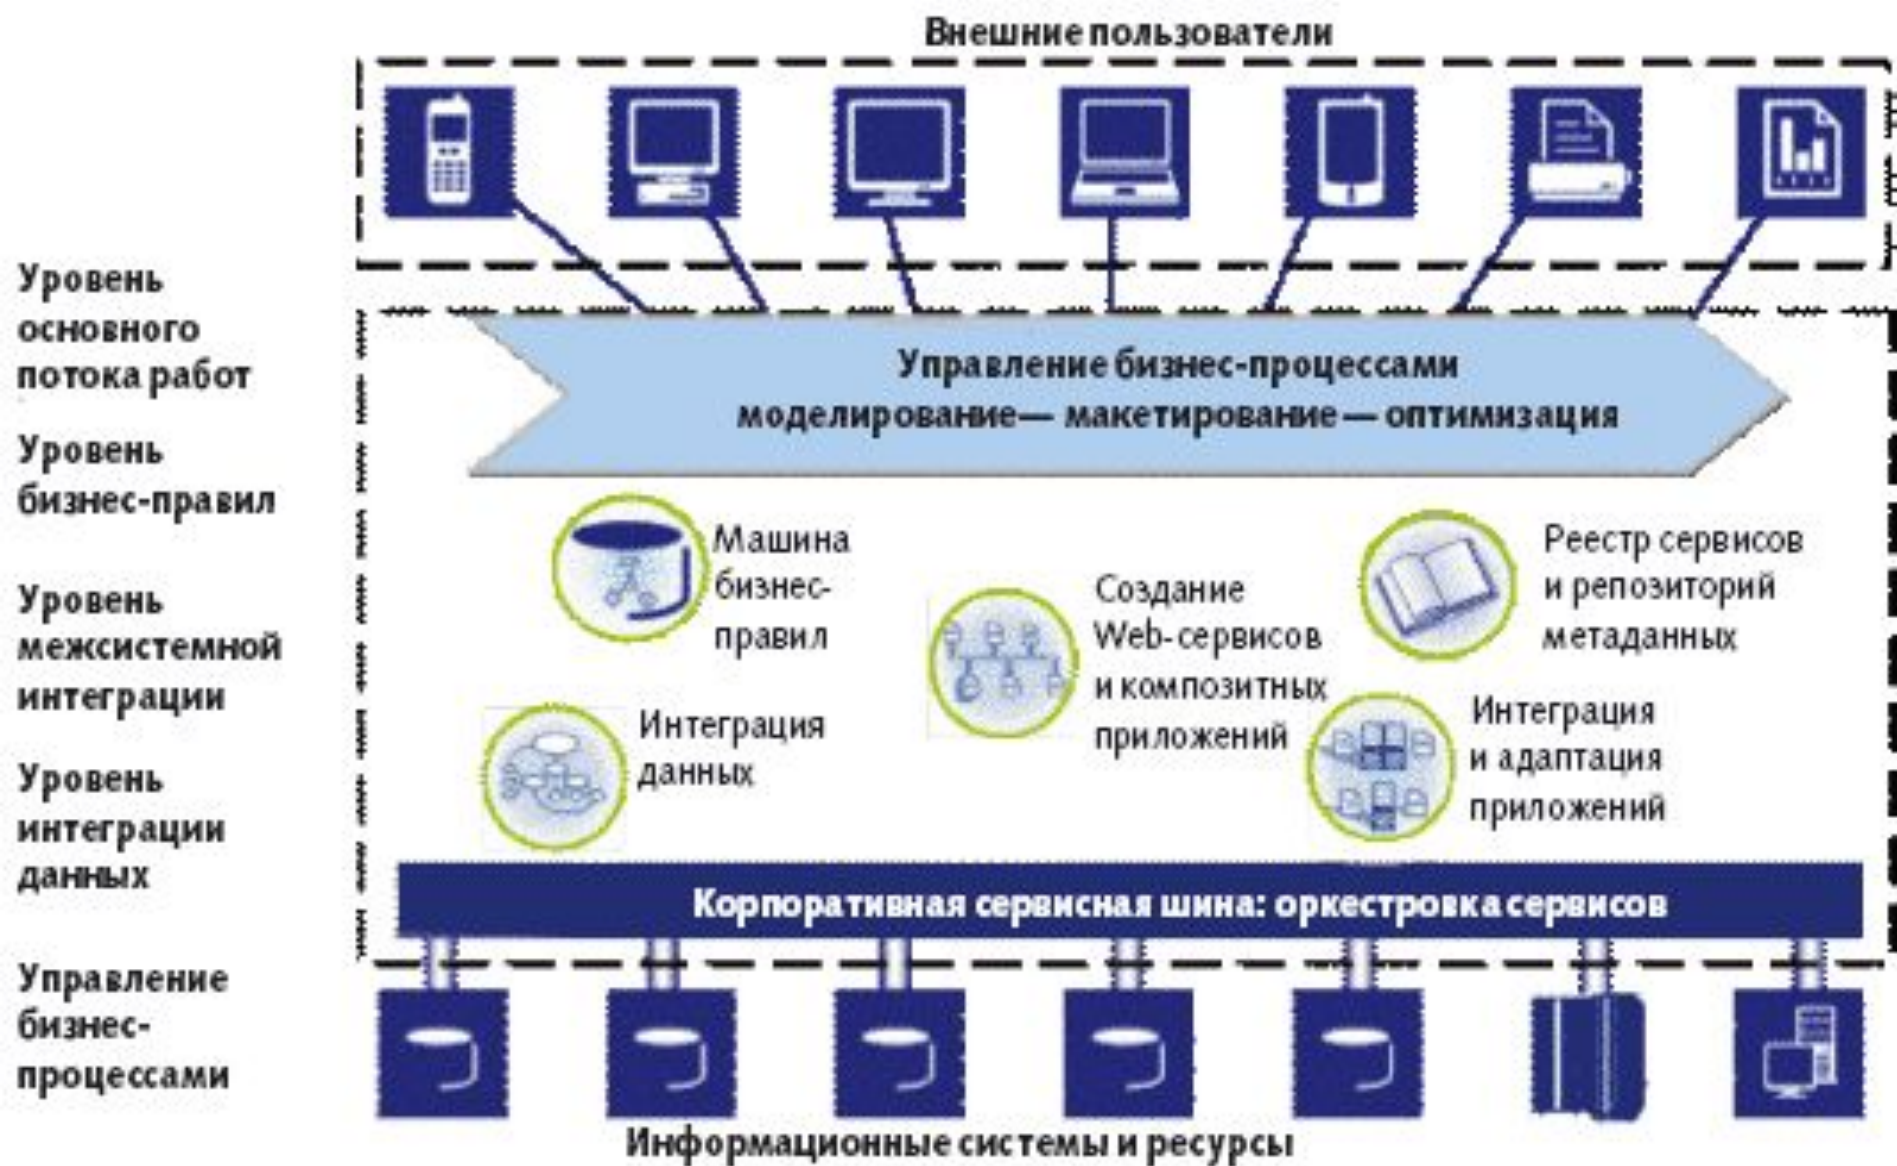 Внешние пользователи
Уровень
основного
потока работ
Уровень
бизнес-правил
Уровень
межсистемной
интеграции
Уровень
интеграции
данных
Управление
бизнес-
процессами
Управление бизнес-процессами
моделирование— макетирование — оптимизация
Машина
бизнес-
правил
Создание
Web-сервисов
и композитных
приложений
Реестр сервисов
и репозиторий
метаданных
Интеграция
данных
Интеграция
и адаптация
приложений
Корпоративная сервисная шина: оркестровка сервисов
Информационные системы и ресурсы